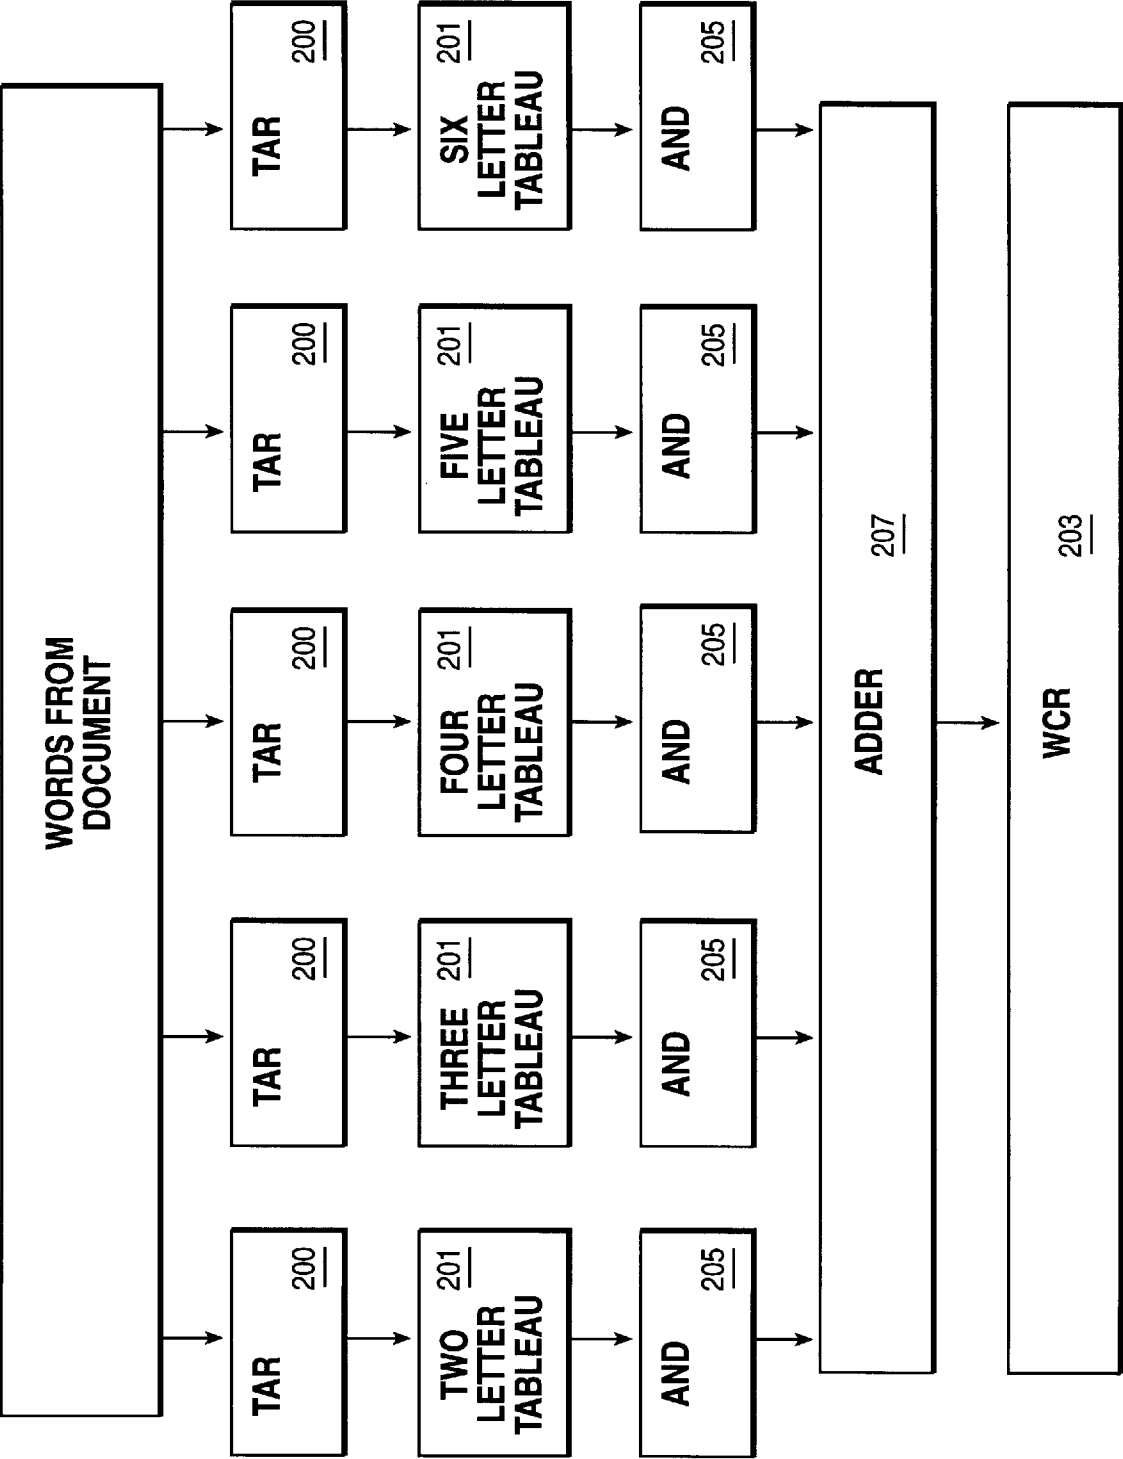 WORDS FROM
DOCUMENT
TAR
200
TAR
200
TAR
200
TAR
200
TAR
200
TWO
LETTER
TABLEAU
201
THREE
LETTER
TABLEAU
201
FOUR
LETTER
TABLEAU
201
FIVE
LETTER
TABLEAU
201
SIX
LETTER
TABLEAU
201
AND
205
AND
205
AND
205
AND
205
AND
205
ADDER
207
WCR
203